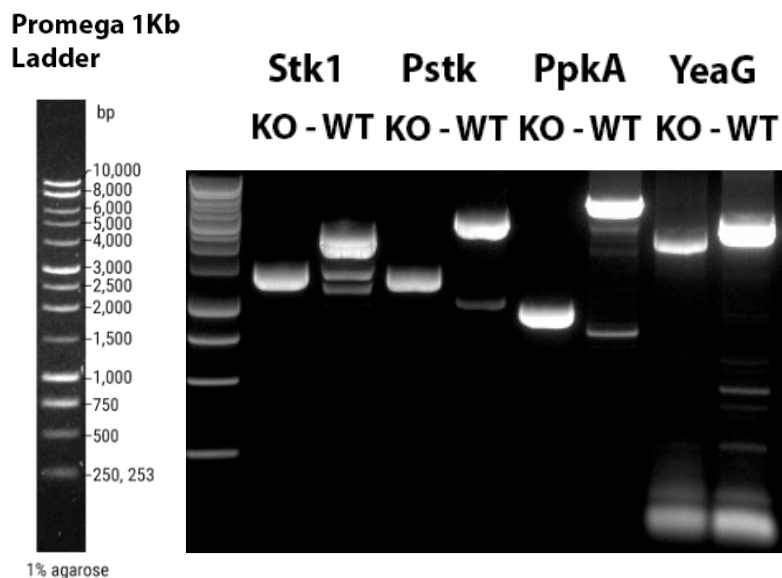 Promega 1Kb
Ladder
Stk1 Pstk PpkA YeaG
KO - WT KO - WT KO - WT KO - WT
bp
10,000
8,000
6,000
5,000
4,000
3,000
2,500
2,000
1,500
1,000
750
500
250, 253
1% agarose